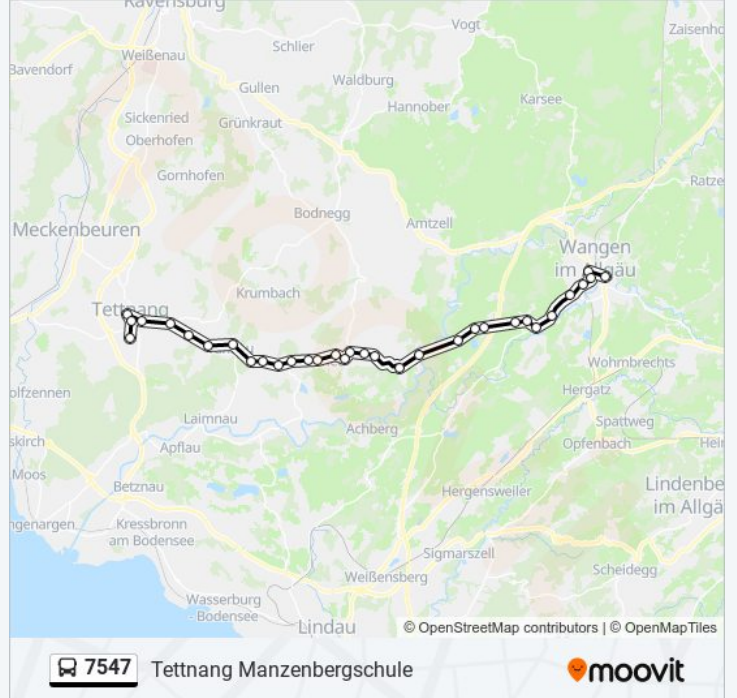 Ravensburg
Vogt
Zaisenho
Schlier
Weißenau
Bavendorf
Waldburg
Gullen
Karsee
Hannober
Sickenried
Grünkraut
Oberhofen
Gornhofen
Ratze
Bodnegg
Amtzell
Meckenbeuren
Wangen
im Allgäu
Krumbach
Tettnang
Wohmbrechts
olfzennen
Hergatz
Laimnau
Spattweg
Achberg
skirch
Opfenbach
Hei
Apflau
Moos
Lindenbe
im Allgä
Betznau
Hergensweiler
ngenargen
Kressbronn
am Bodensee
Sigmarszell
Scheidegg
Weißensberg
Wasserburg
- Bodensee
Lindau
© OpenStreetMap contributors | © OpenMapTiles
7547 Tettnang Manzenbergschule
moovit